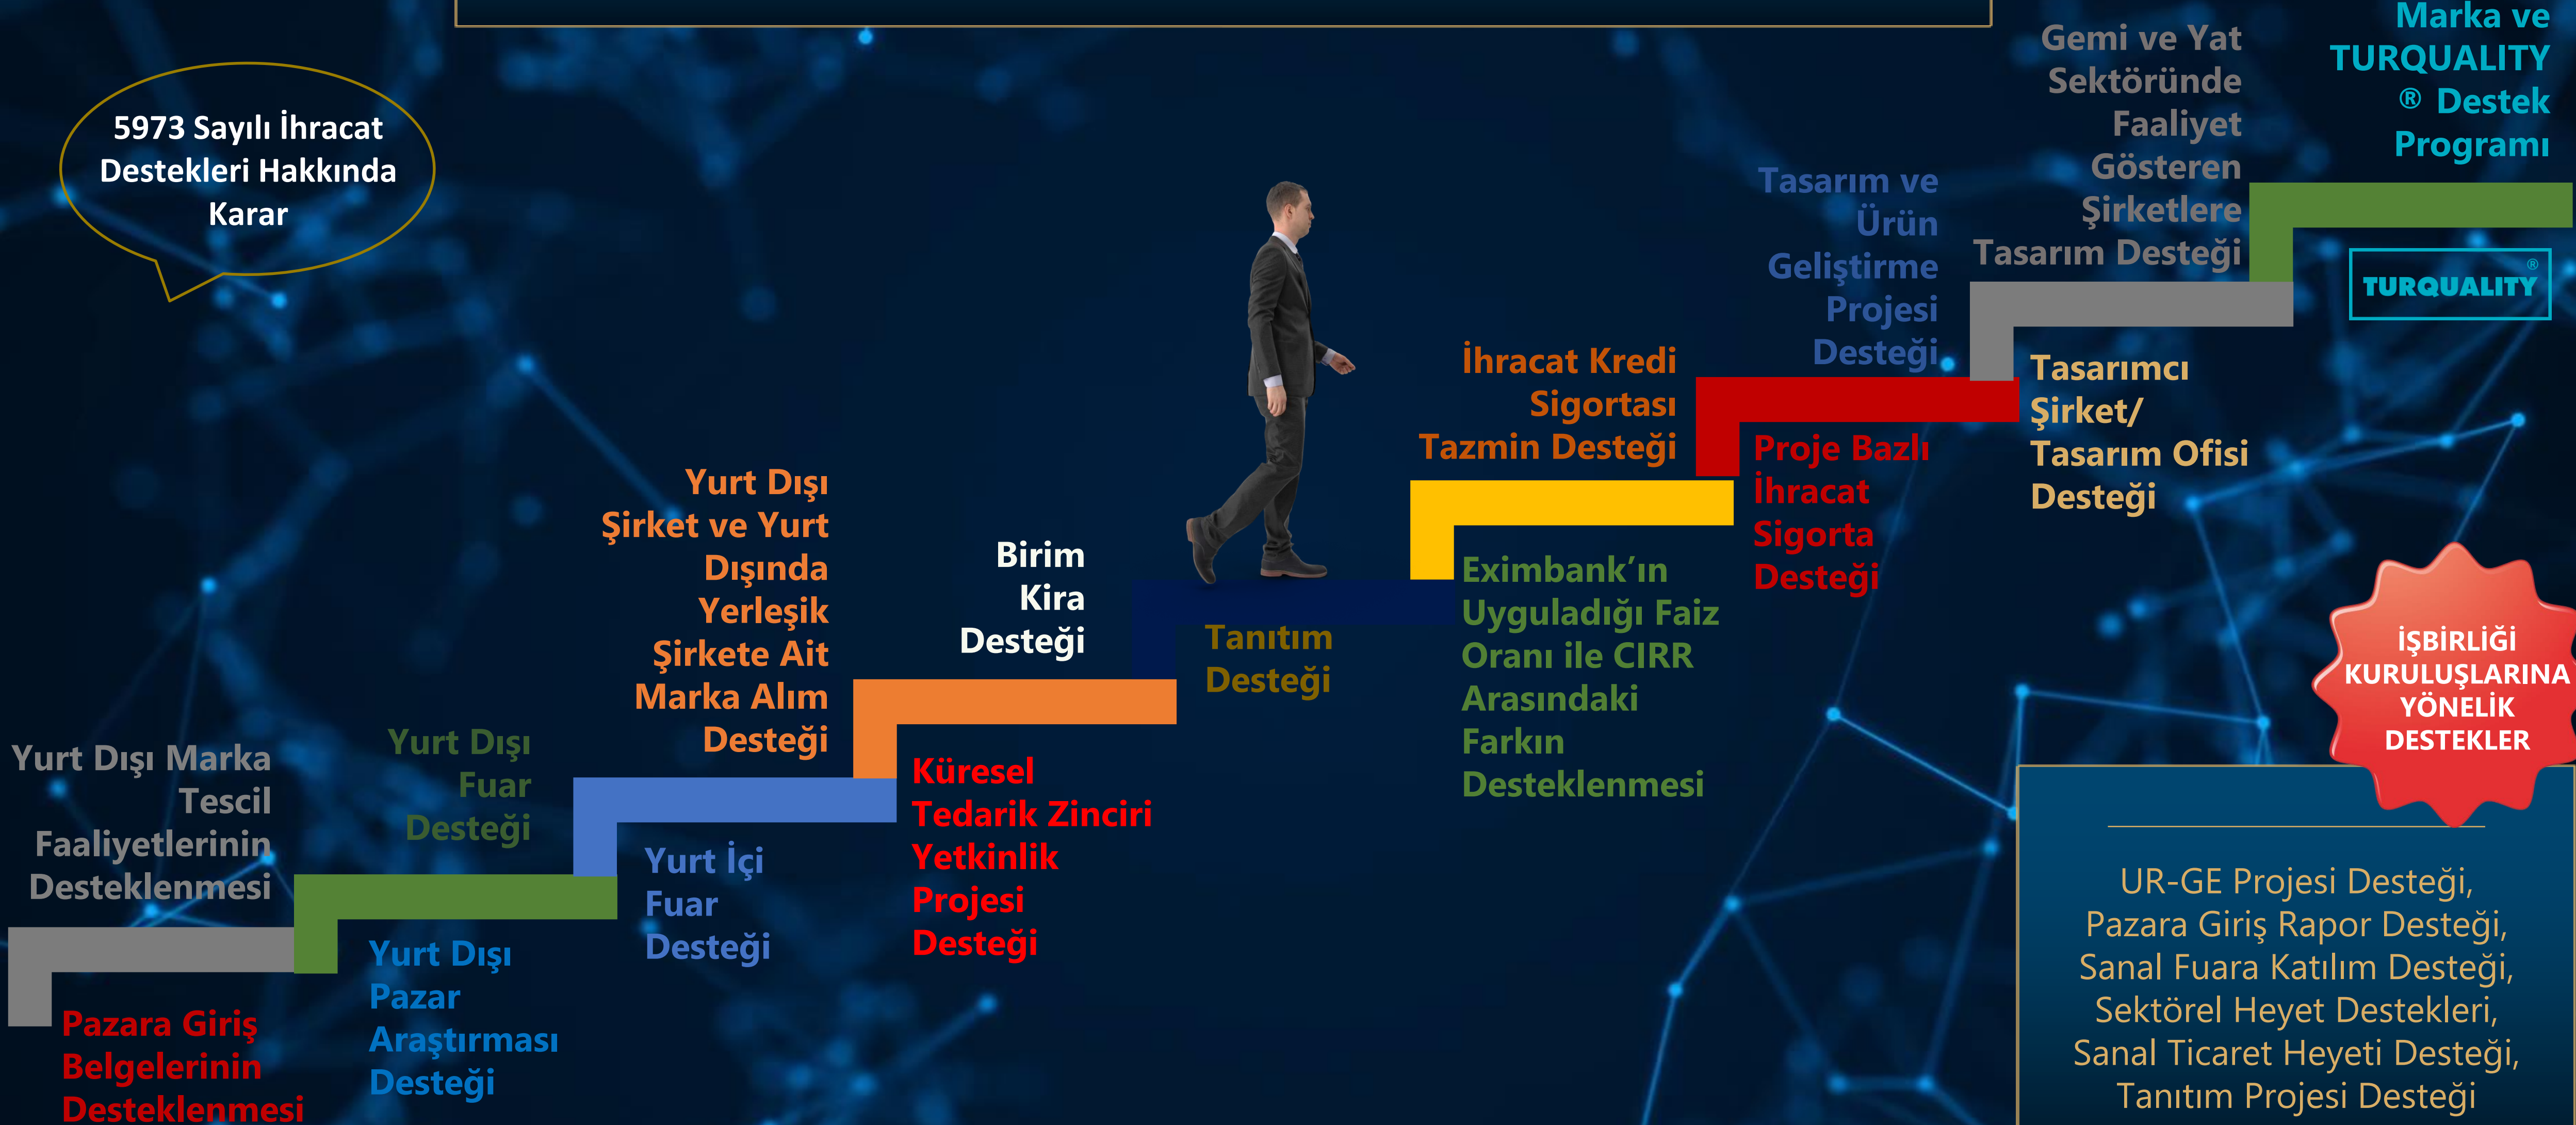 5973 Sayılı İhracat
Destekleri Hakkında
Karar
Yurt Dışı Marka
Tescil
Faaliyetlerinin
Desteklenmesi
Pazara Giriş
Belgelerinin
Desteklenmesi
Yurt Dışı
Fuar
Desteği
Yurt Dışı
Pazar
Araştırması
Desteği
Yurt Dışı
Şirket ve Yurt
Dışında
Yerleşik
Şirkete Ait
Marka Alım
Desteği
Yurt İçi
Fuar
Desteği
Birim
Kira
Desteği
Küresel
Tedarik Zinciri
Yetkinlik
Projesi
Desteği
Tanıtım
Desteği
İhracat Kredi
Sigortası
Tazmin Desteği
Eximbank’ın
Uyguladığı Faiz
Oranı ile CIRR
Arasındaki
Farkın
Desteklenmesi
Tasarım ve
Ürün
Geliştirme
Projesi
Desteği
Proje Bazlı
İhracat
Sigorta
Desteği
Gemi ve Yat
Sektöründe
Faaliyet
Gösteren
Şirketlere
Tasarım Desteği
Tasarımcı
Şirket/
Tasarım Ofisi
Desteği
Marka ve
TURQUALITY
® Destek
Programı
TURQUALITY®
İŞBİRLİĞİ
KURULUŞLARINA
YÖNELİK
DESTEKLER
UR-GE Projesi Desteği,
Pazara Giriş Rapor Desteği,
Sanal Fuara Katılım Desteği,
Sektörel Heyet Destekleri,
Sanal Ticaret Heyeti Desteği,
Tanıtım Projesi Desteği